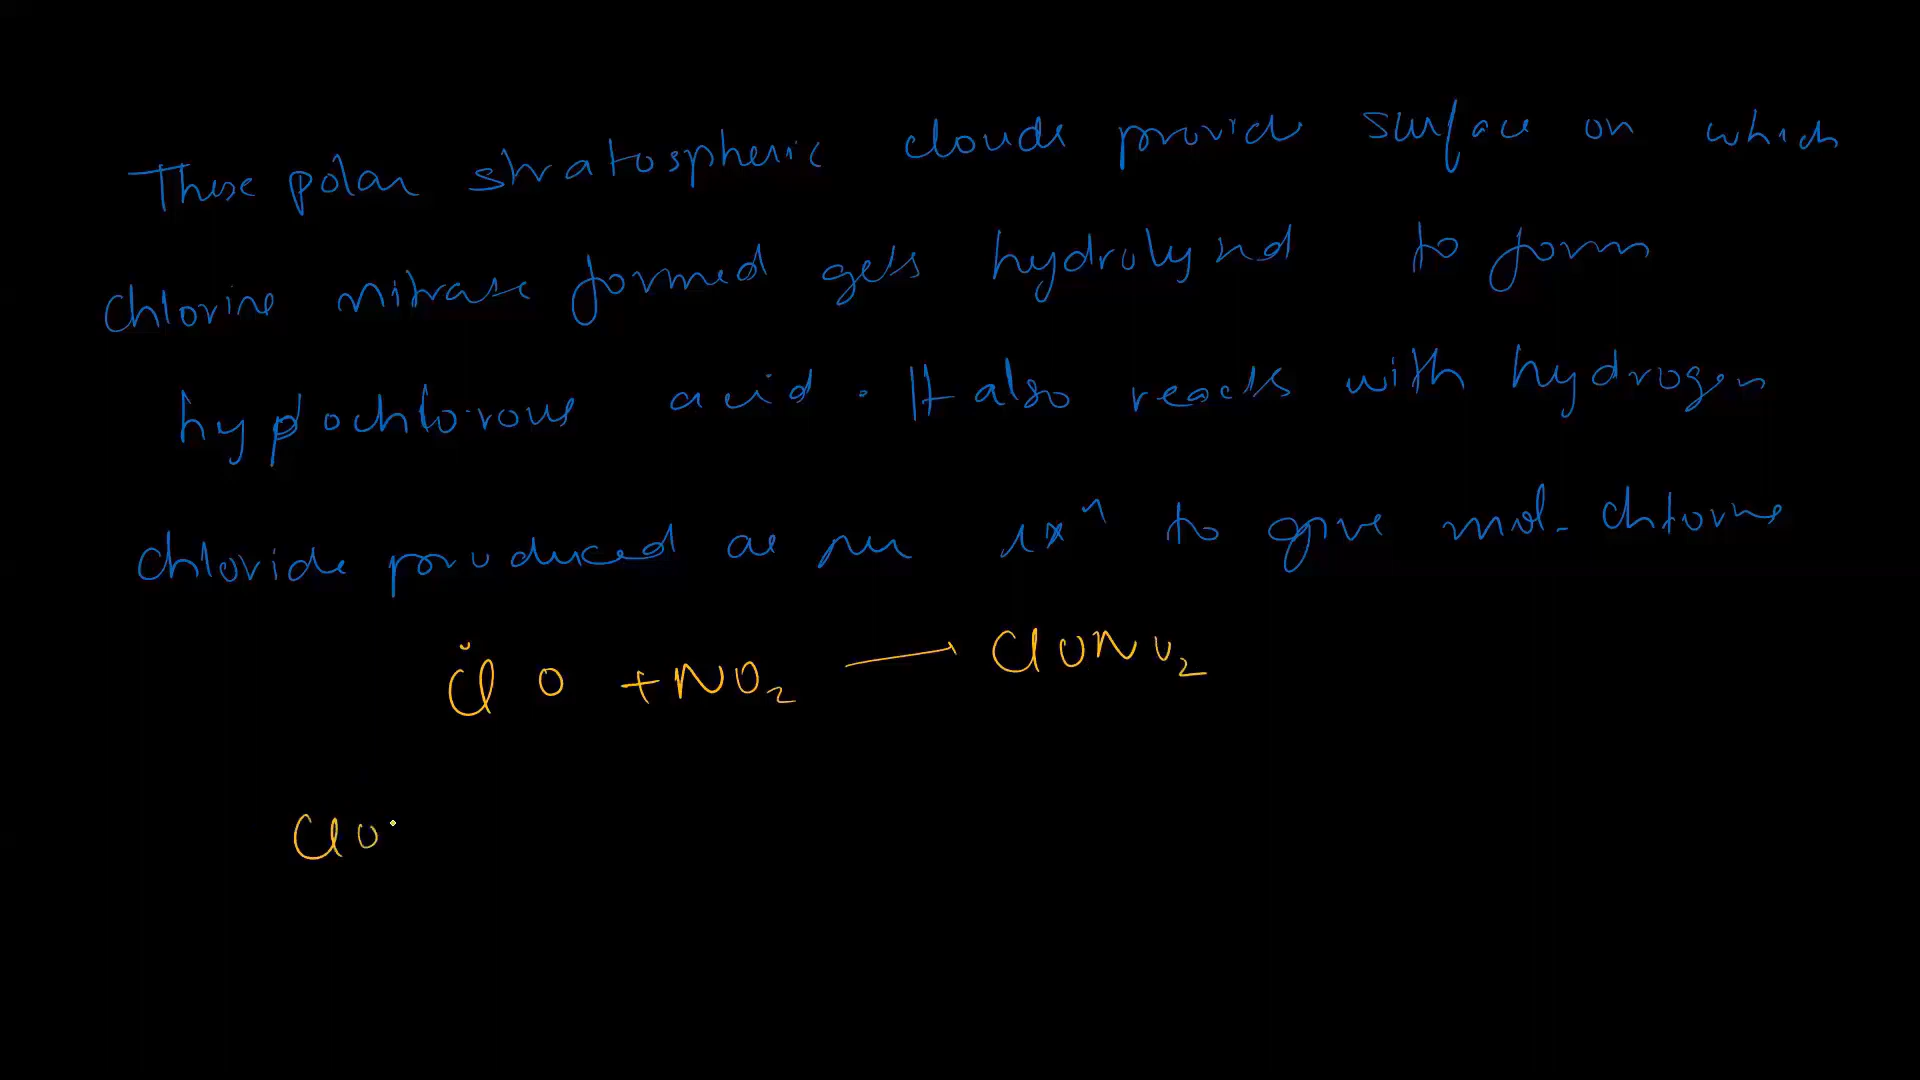 These polar stratospheric clouds provide surface on which
chlorine nitrate formed gets hydrolysed to form
hypochlorous acid. It also reacts with hydrogen
chloride produced as per rxⁿ to give mol. chlorine
ClO + NO₂ → ClONO₂
ClO